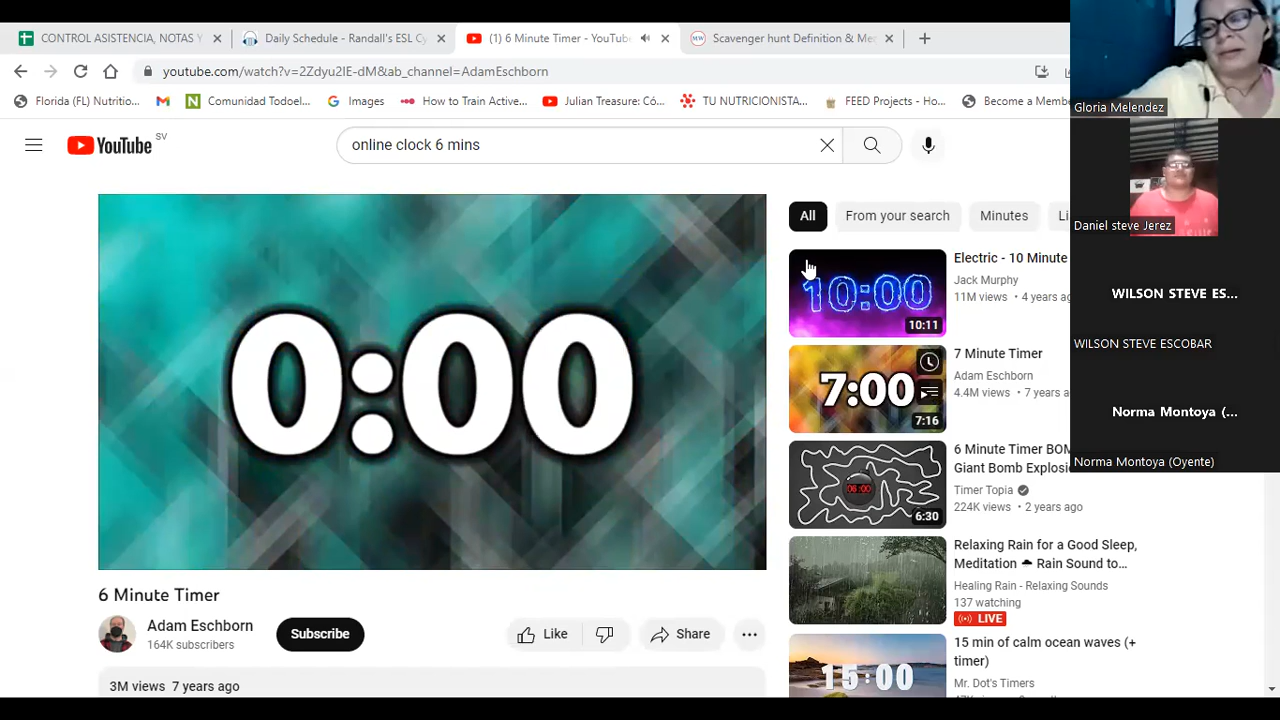 CONTROL ASISTENCIA, NOTAS Y
Daily Schedule - Randall's ESL Cy
(1) 6 Minute Timer - YouTube
Scavenger hunt Definition & Me
youtube.com/watch?v=2Zdyu2lE-dM&ab_channel=AdamEschborn
Florida (FL) Nutritio...
Comunidad Todoel...
Images
How to Train Active...
Julian Treasure: Có...
TU NUTRICIONISTA...
FEED Projects - Ho...
Become a Membe
YouTube SV
online clock 6 mins
0:00
6 Minute Timer
Adam Eschborn
164K subscribers
Subscribe
Like
Share
3M views 7 years ago
All
From your search
Minutes
Li
10:00
10:11
Electric - 10 Minute
Jack Murphy
11M views • 4 years ag
7:00
7:16
7 Minute Timer
Adam Eschborn
4.4M views • 7 years
06:00
6:30
6 Minute Timer BOM
Giant Bomb Explosi
Timer Topia
224K views • 2 years ago
Relaxing Rain for a Good Sleep,
Meditation 🌧 Rain Sound to...
Healing Rain - Relaxing Sounds
137 watching
LIVE
15:00
15 min of calm ocean waves (+
timer)
Mr. Dot's Timers
Gloria Melendez
Daniel steve Jerez
WILSON STEVE ES...
WILSON STEVE ESCOBAR
Norma Montoya (...
Norma Montoya (Oyente)